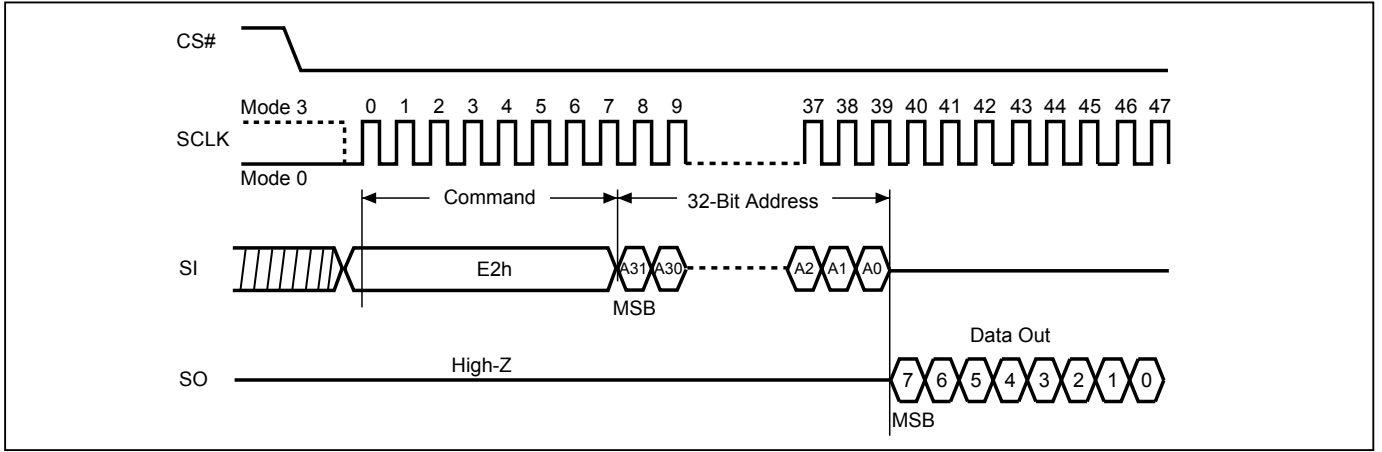 CS#
Mode 3 0 1 2 3 4 5 6 7 8 9 37 38 39 40 41 42 43 44 45 46 47
SCLK
Mode 0
Command 32-Bit Address
SI E2h A31 A30 A2 A1 A0
MSB
Data Out
High-Z
SO 7 6 5 4 3 2 1 0
MSB